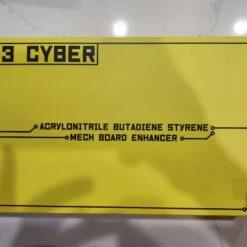 3 CYBER
ACRYLONITRILE BUTADIENE STYRENE
MECH BOARD ENHANCER